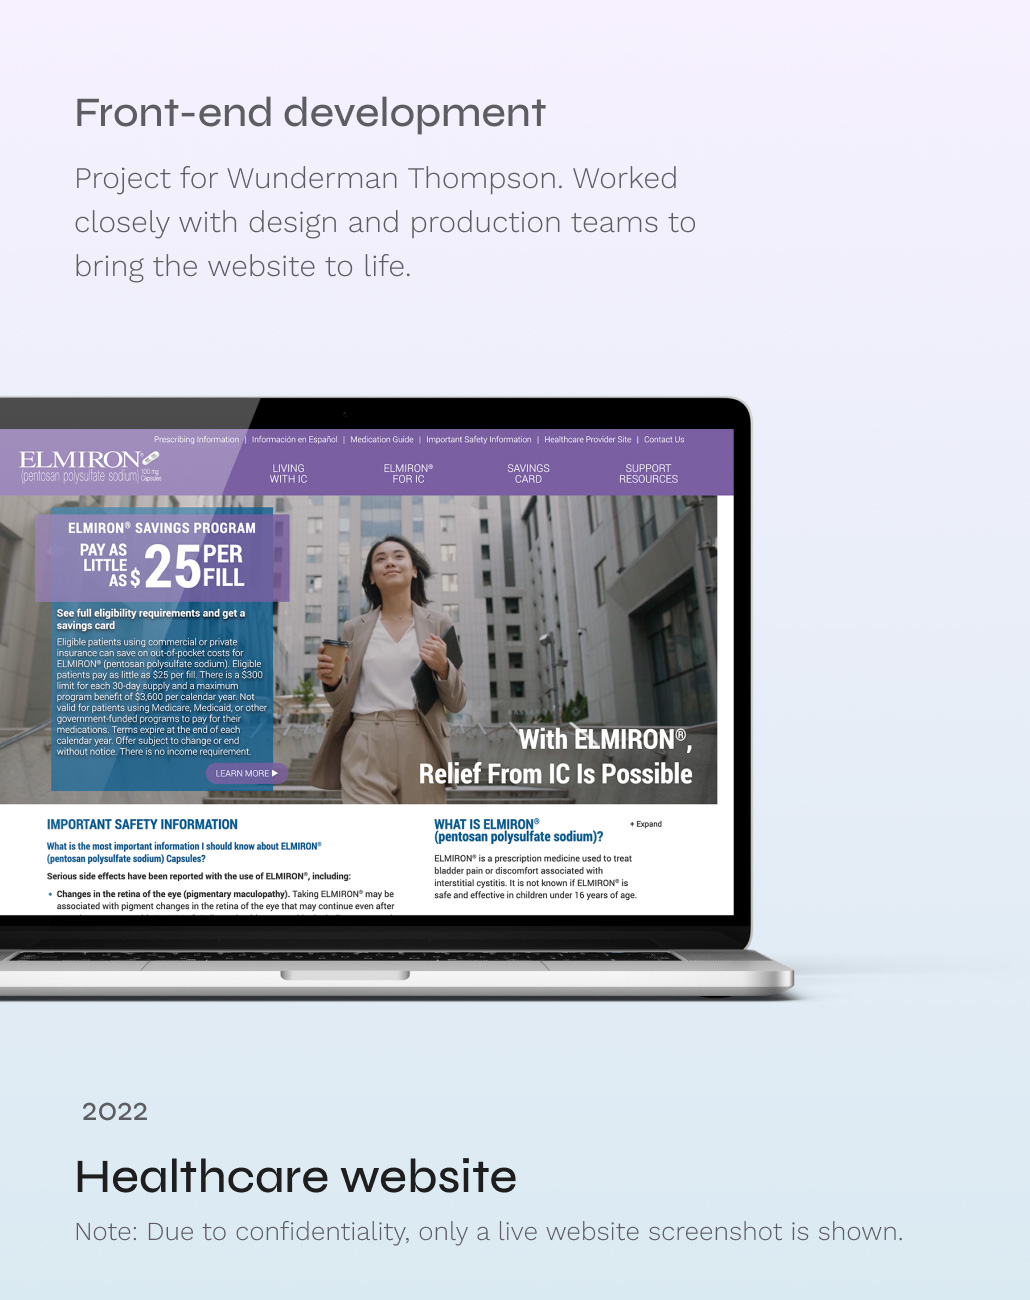 Front-end development
Project for Wunderman Thompson. Worked
closely with design and production teams to
bring the website to life.
Prescribing Information | Información en Español | Medication Guide | Important Safety Information | Healthcare Provider Site | Contact Us
ELMIRON®
(pentosan polysulfate sodium) 100 mg Capsules
LIVING
WITH IC
ELMIRON®
FOR IC
SAVINGS
CARD
SUPPORT
RESOURCES
ELMIRON® SAVINGS PROGRAM
PAY AS
LITTLE
AS $25 PER
FILL
See full eligibility requirements and get a
savings card
Eligible patients using commercial or private
insurance can save on out-of-pocket costs for
ELMIRON® (pentosan polysulfate sodium). Eligible
patients pay as little as $25 per fill. There is a $300
limit for each 30-day supply and a maximum
program benefit of $3,600 per calendar year. Not
valid for patients using Medicare, Medicaid, or other
government-funded programs to pay for their
medications. Terms expire at the end of each
calendar year. Offer subject to change or end
without notice. There is no income requirement.
LEARN MORE
With ELMIRON®,
Relief From IC Is Possible
IMPORTANT SAFETY INFORMATION
What is the most important information I should know about ELMIRON®
(pentosan polysulfate sodium) Capsules?
Serious side effects have been reported with the use of ELMIRON®, including:
• Changes in the retina of the eye (pigmentary maculopathy). Taking ELMIRON® may be
associated with pigment changes in the retina of the eye that may continue even after
WHAT IS ELMIRON®
(pentosan polysulfate sodium)?
+ Expand
ELMIRON® is a prescription medicine used to treat
bladder pain or discomfort associated with
interstitial cystitis. It is not known if ELMIRON® is
safe and effective in children under 16 years of age.
2022
Healthcare website
Note: Due to confidentiality, only a live website screenshot is shown.